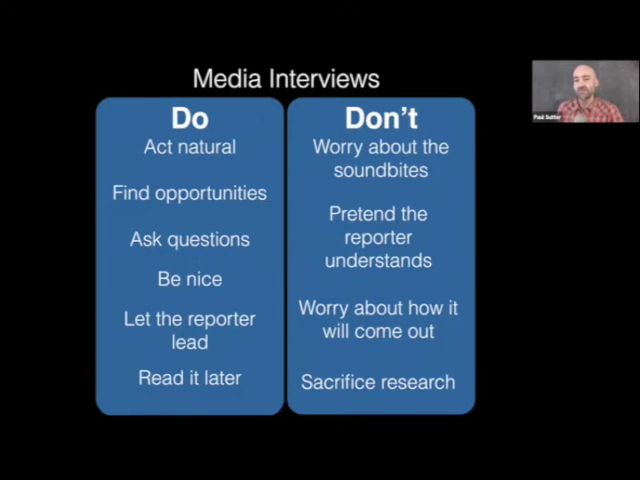 Media Interviews
Do
Act natural
Find opportunities
Ask questions
Be nice
Let the reporter
lead
Read it later
Don't
Worry about the
soundbites
Pretend the
reporter
understands
Worry about how it
will come out
Sacrifice research
Paul Sutter